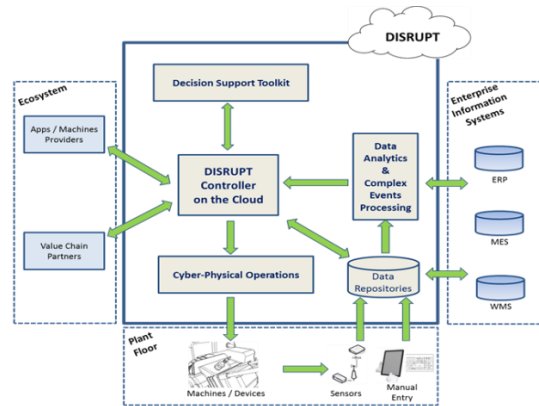 DISRUPT
Ecosystem
Apps / Machines
Providers
Value Chain
Partners
Decision Support Toolkit
DISRUPT
Controller
on the Cloud
Cyber-Physical Operations
Data
Analytics
&
Complex
Events
Processing
Data
Repositories
Enterprise
Information
Systems
ERP
MES
WMS
Plant
Floor
Machines / Devices
Sensors
Manual
Entry